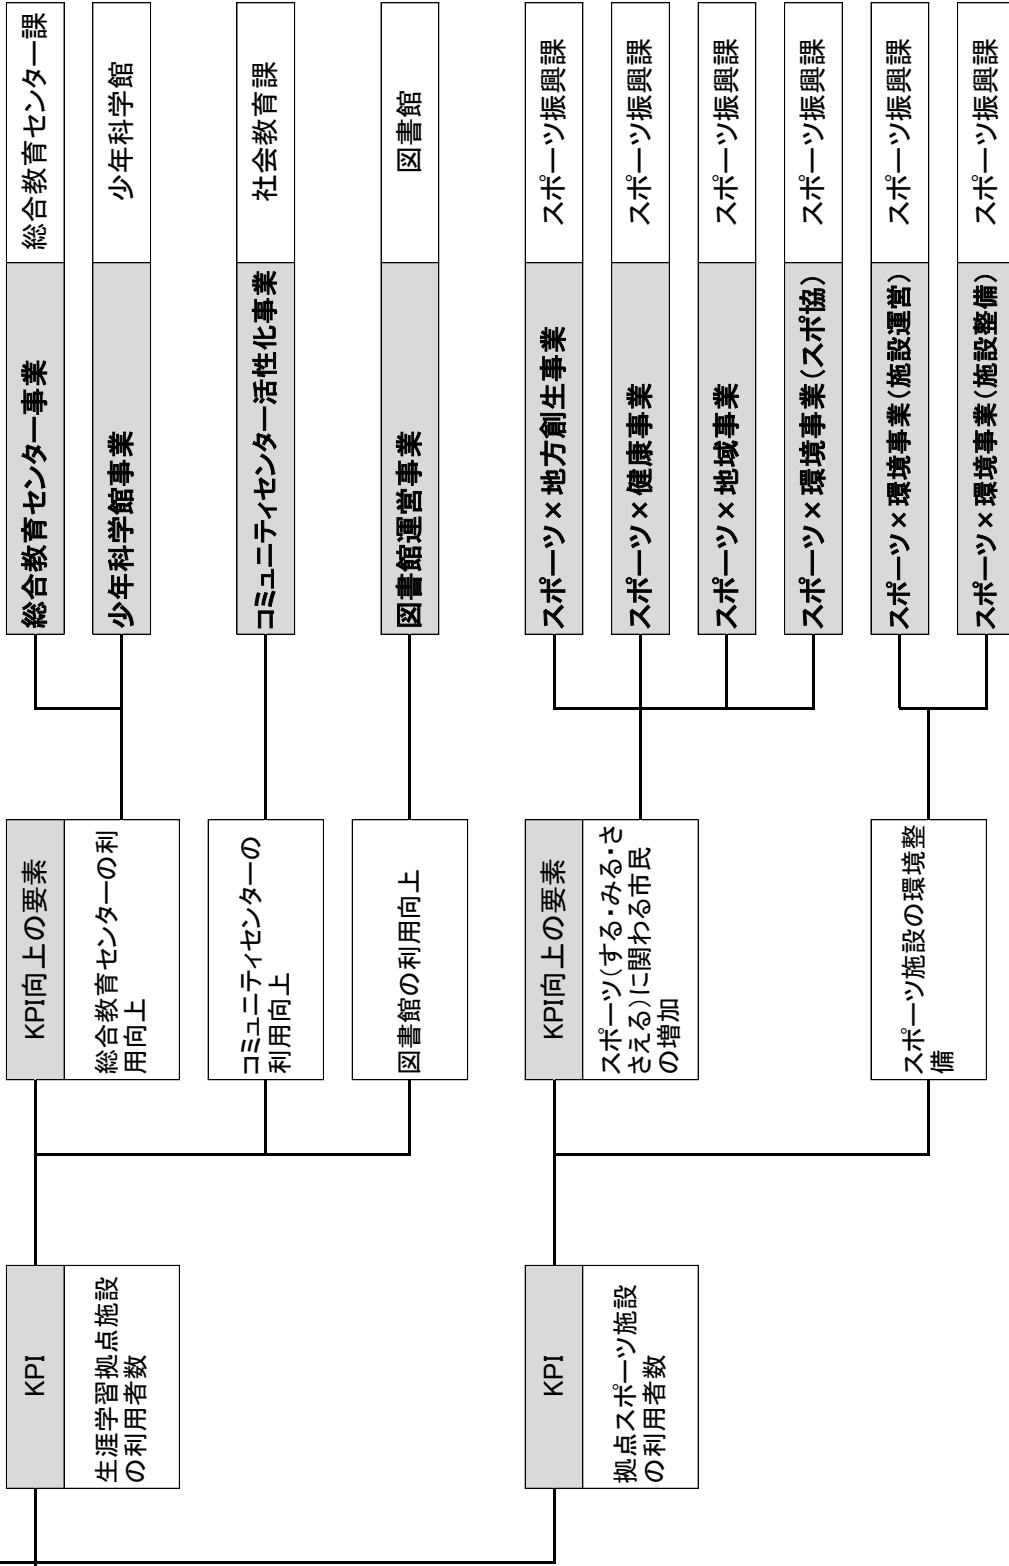 KPI
生涯学習拠点施設
の利用者数
KPI向上の要素
総合教育センターの利
用向上
総合教育センター事業
総合教育センター課
少年科学館事業
少年科学館
コミュニティセンターの
利用向上
コミュニティセンター活性化事業
社会教育課
図書館の利用向上
図書館運営事業
図書館
KPI
拠点スポーツ施設
の利用者数
KPI向上の要素
スポーツ(する・みる・さ
さえる)に関わる市民
の増加
スポーツ×地方創生事業
スポーツ振興課
スポーツ×健康事業
スポーツ振興課
スポーツ×地域事業
スポーツ振興課
スポーツ×環境事業(スポ協)
スポーツ振興課
スポーツ施設の環境整
備
スポーツ×環境事業(施設運営)
スポーツ振興課
スポーツ×環境事業(施設整備)
スポーツ振興課